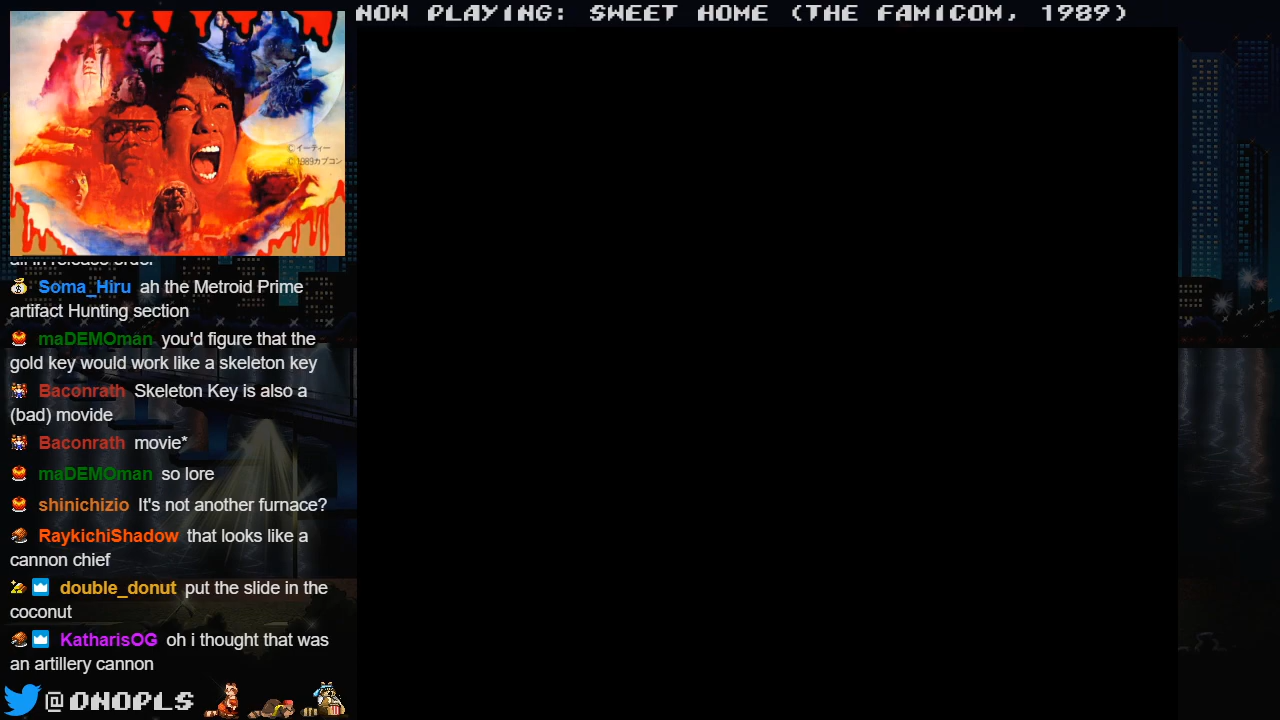 NOW PLAYING: SWEET HOME (THE FAMICOM, 1989)
©イーティー
©1989カプコン
all in release order
Soma_Hiru ah the Metroid Prime
artifact Hunting section
maDEMOman you'd figure that the
gold key would work like a skeleton key
Baconrath Skeleton Key is also a
(bad) movide
Baconrath movie*
maDEMOman so lore
shinichizio It's not another furnace?
RaykichiShadow that looks like a
cannon chief
double_donut put the slide in the
coconut
KatharisOG oh i thought that was
an artillery cannon
@DNOPLS